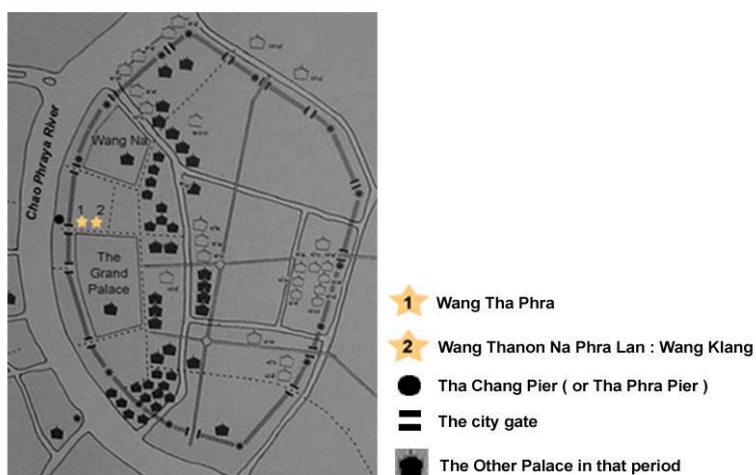 Chao Phraya River
Wang Na
1 2
The
Grand
Palace
1 Wang Tha Phra
2 Wang Thanon Na Phra Lan : Wang Klang
Tha Chang Pier ( or Tha Phra Pier )
The city gate
The Other Palace in that period